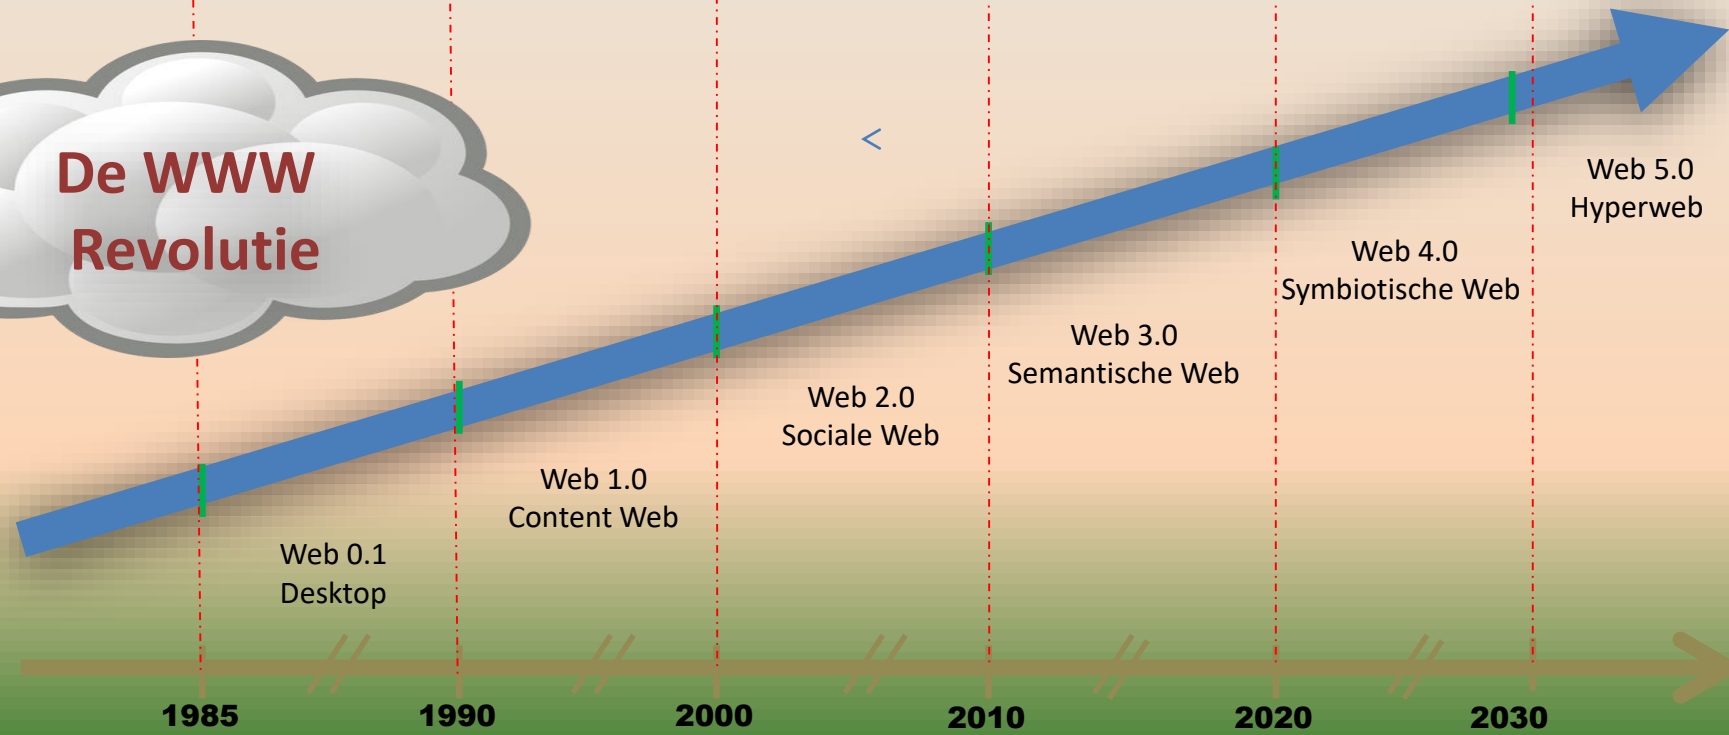 De WWW
Revolutie
<
Web 5.0
Hyperweb
Web 4.0
Symbiotische Web
Web 3.0
Semantische Web
Web 2.0
Sociale Web
Web 1.0
Content Web
Web 0.1
Desktop
1985 1990 2000 2010 2020 2030